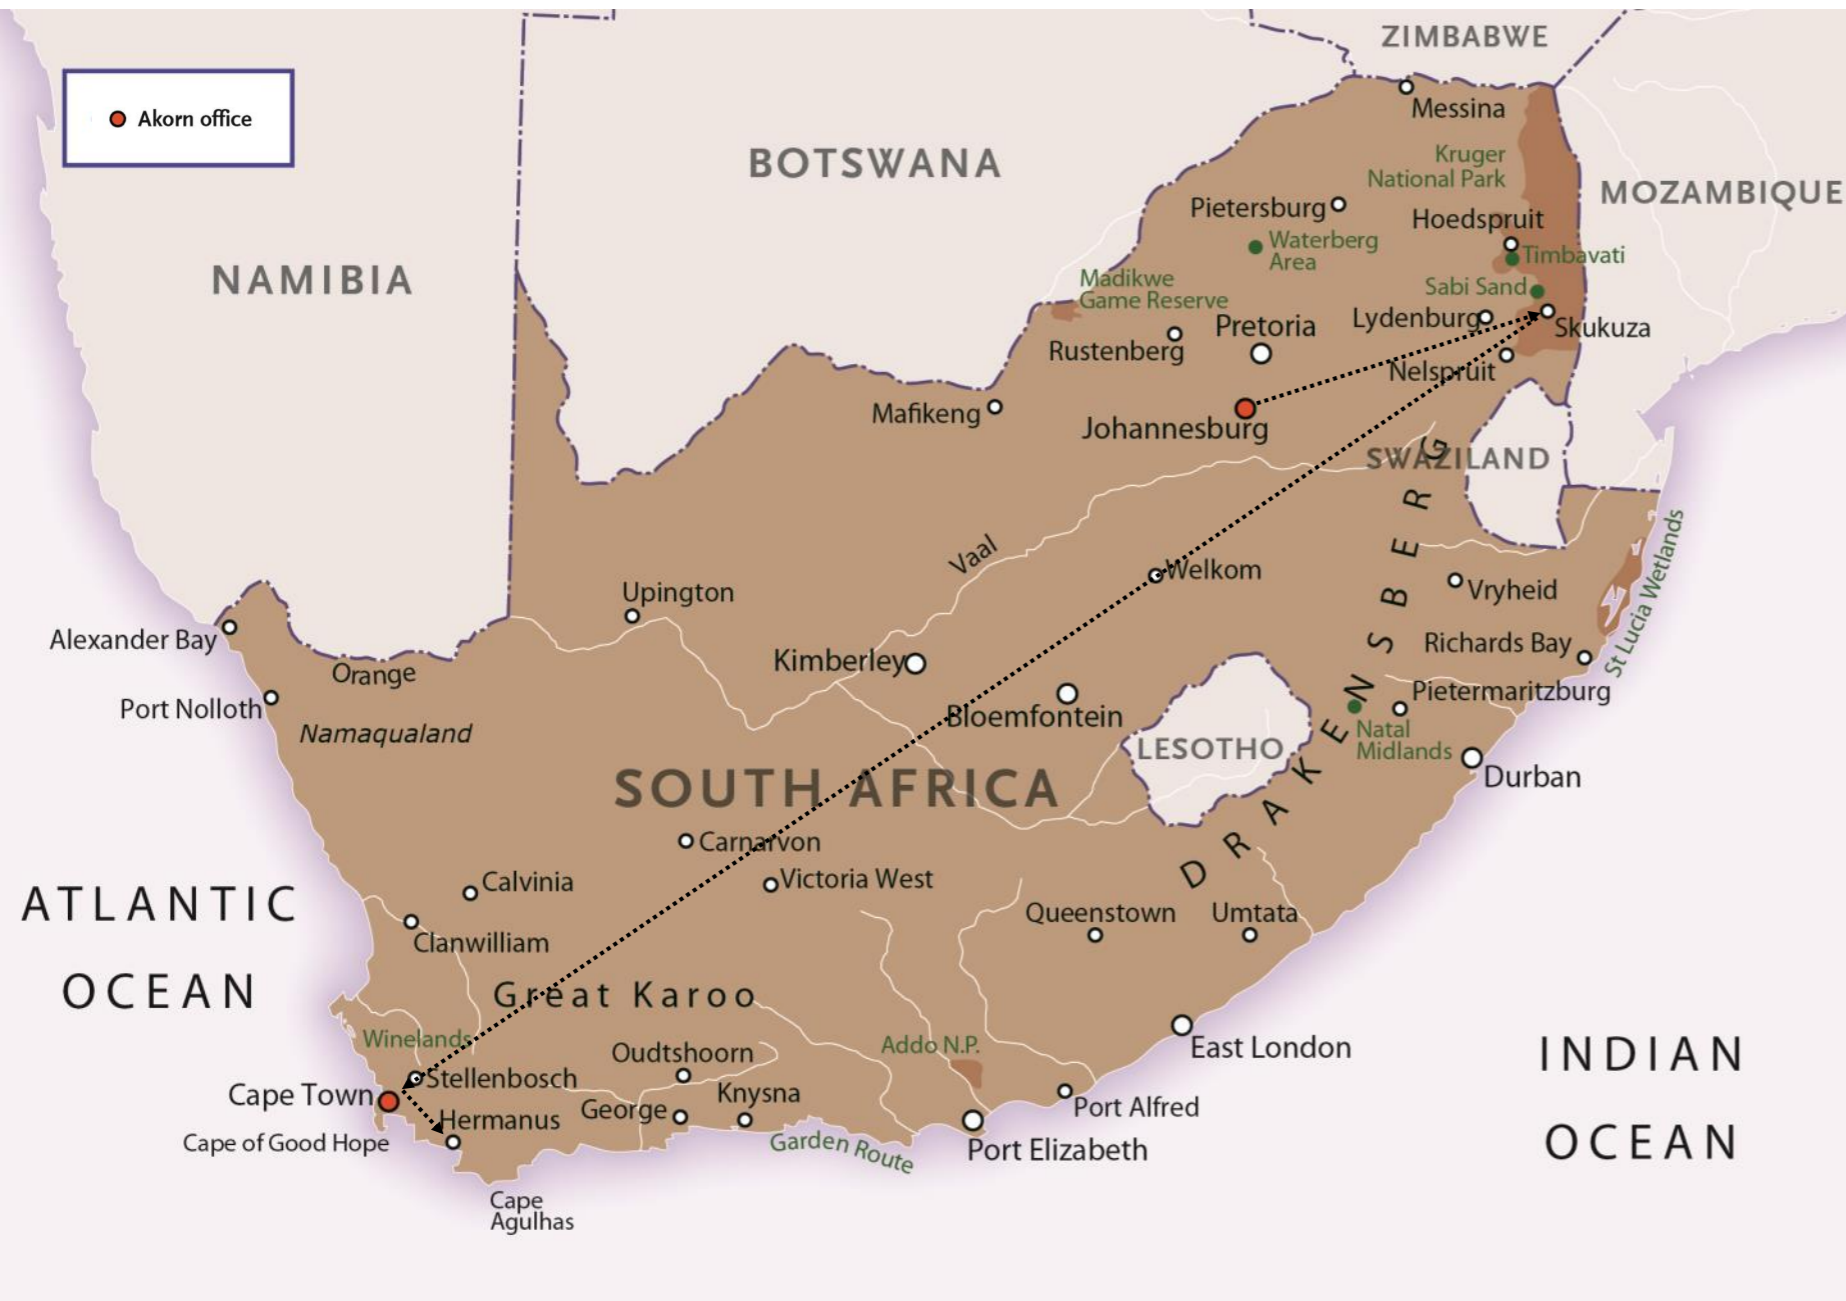 ZIMBABWE
Akorn office
Messina
BOTSWANA
Kruger
National Park
MOZAMBIQUE
Pietersburg
Hoedspruit
Waterberg
Area
Timbavati
NAMIBIA
Madikwe
Game Reserve
Sabi Sand
Lydenburg
Skukuza
Pretoria
Rustenberg
Nelspruit
Mafikeng
Johannesburg
SWAZILAND
Vaal
Welkom
Upington
Vryheid
St Lucia Wetlands
Alexander Bay
Richards Bay
Kimberley
Orange
Pietermaritzburg
Port Nolloth
Bloemfontein
Namaqualand
Natal
Midlands
LESOTHO
DRAKENSBERG
Durban
SOUTH AFRICA
Carnarvon
Calvinia
Victoria West
ATLANTIC
OCEAN
Queenstown
Umtata
Clanwilliam
Great Karoo
Winelands
Oudtshoorn
Addo N.P.
East London
INDIAN
OCEAN
Stellenbosch
Cape Town
Knysna
George
Port Alfred
Hermanus
Cape of Good Hope
Garden Route
Port Elizabeth
Cape
Agulhas